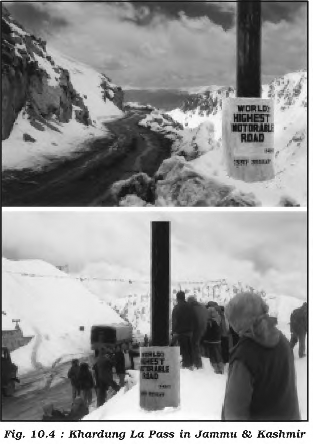 WORLD'S
HIGHEST
MOTORABLE
ROAD
WORLD'S
HIGHEST
MOTORABLE
ROAD
Fig. 10.4 : Khardung La Pass in Jammu & Kashmir